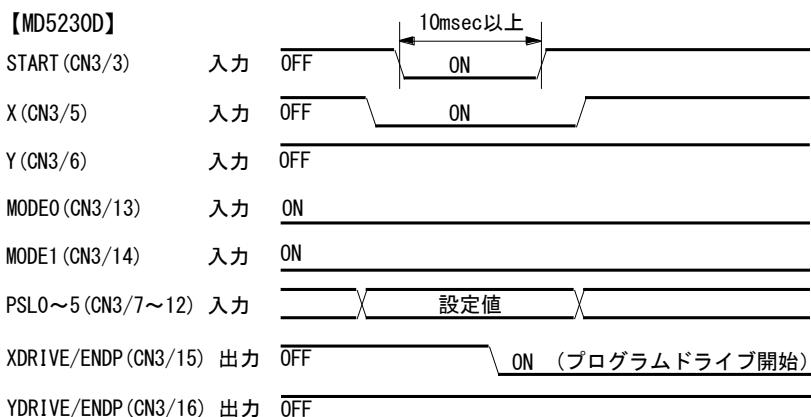 【MD5230D】
10msec以上
START(CN3/3) 入力 OFF ON
X(CN3/5) 入力 OFF ON
Y(CN3/6) 入力 OFF
MODE0(CN3/13) 入力 ON
MODE1(CN3/14) 入力 ON
PSL0～5(CN3/7～12) 入力 設定値
XDRIVE/ENDP(CN3/15) 出力 OFF ON (プログラムドライブ開始)
YDRIVE/ENDP(CN3/16) 出力 OFF